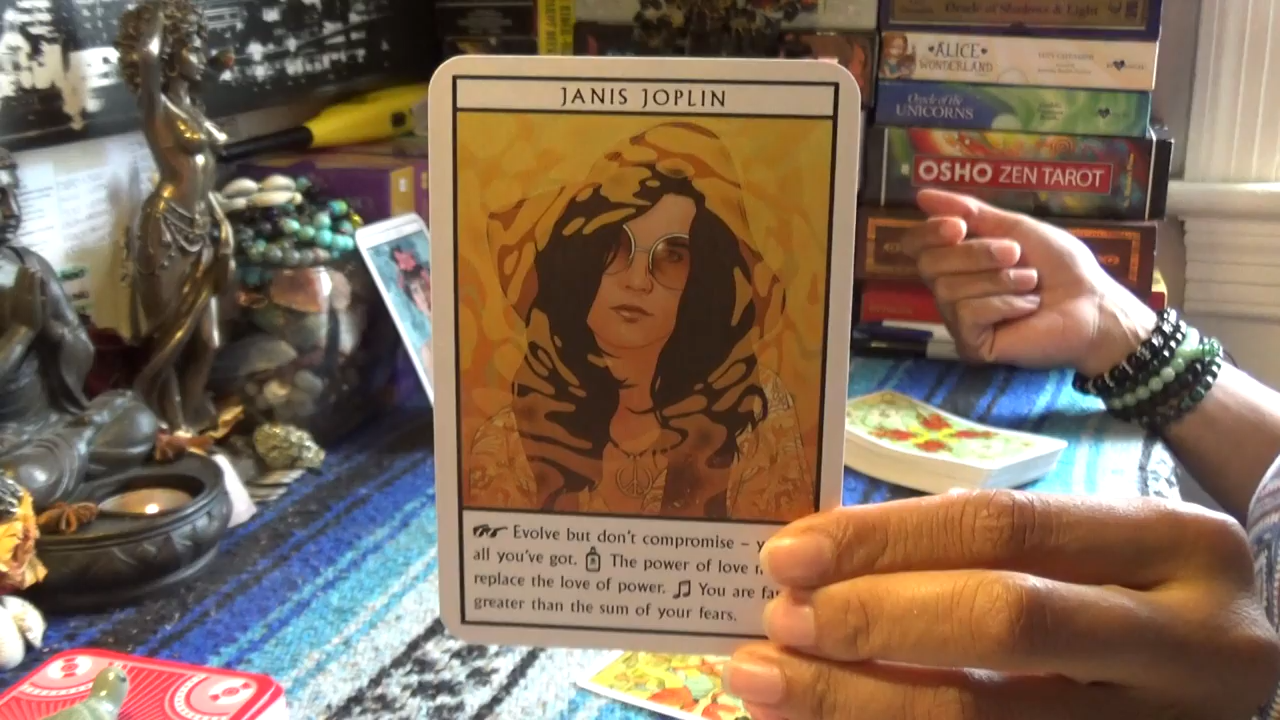 Oracle of Shadows & Light
ALICE
WONDERLAND
Oracle of the
UNICORNS
OSHO ZEN TAROT
JANIS JOPLIN
Evolve but don't compromise –
all you've got. The power of love
replace the love of power. You are far
greater than the sum of your fears.